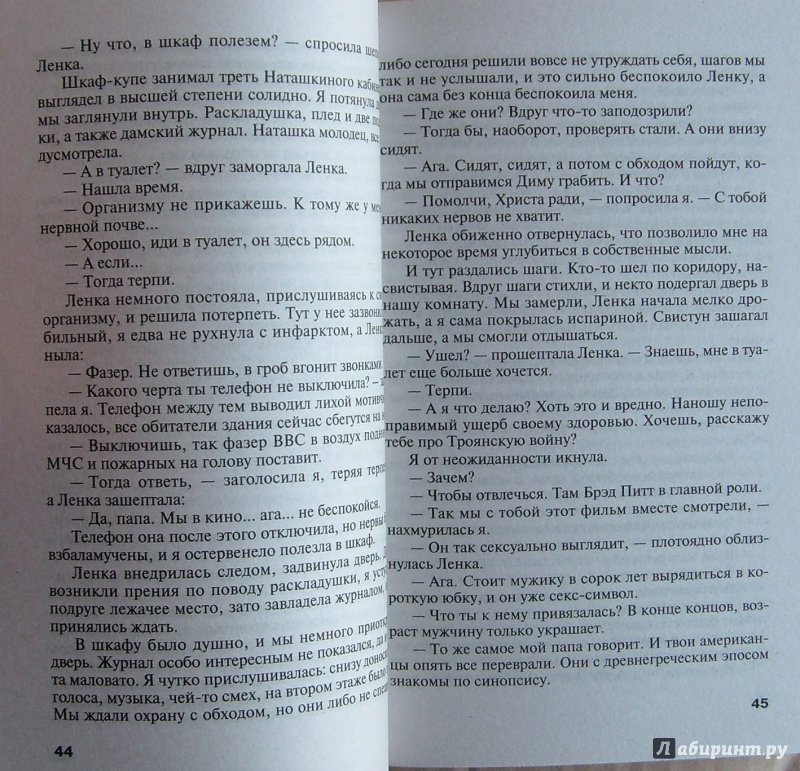 — Ну что, в шкаф полезем? — спросила
Ленка.
Шкаф-купе занимал треть Наташкиного
выглядел в высшей степени солидно. Я потянула
мы заглянули внутрь. Раскладушка, плед и две
ки, а также дамский журнал. Наташка молодец,
дусмотрела.
— А в туалет? — вдруг заморгала Ленка.
— Нашла время.
— Организму не прикажешь. К тому же у
нервной почве...
— Хорошо, иди в туалет, он здесь рядом.
— А если...
— Тогда терпи.
Ленка немного постояла, прислушиваясь к
организму, и решила потерпеть. Тут у нее
бильный, я едва не рухнула с инфарктом, а
ныла:
— Фазер. Не ответишь, в гроб вгонит звонками.
— Какого черта ты телефон не выключила? —
пела я. Телефон между тем выводил лихой
казалось, все обитатели здания сейчас сбегутся на
— Выключишь, так фазер ВВС в воздух
МЧС и пожарных на голову поставит.
— Тогда ответь, — заголосила я, теряя
а Ленка зашептала:
— Да, папа. Мы в кино... ага... не беспокойся.
Телефон она после этого отключила, но нервы
взбаламучены, и я остервенело полезла в шкаф.
Ленка внедрилась следом, задвинула дверь.
возникли прения по поводу раскладушки, я
подруге лежачее место, зато завладела журналом,
принялись ждать.
В шкафу было душно, и мы немного
дверь. Журнал особо интересным не показался, да
та маловато. Я чутко прислушивалась: снизу
голоса, музыка, чей-то смех, на втором этаже было
Мы ждали охрану с обходом, но они либо не
44
либо сегодня решили вовсе не утруждать себя, шагов мы
так и не услышали, и это сильно беспокоило Ленку, а
она сама без конца беспокоила меня.
— Где же они? Вдруг что-то заподозрили?
— Тогда бы, наоборот, проверять стали. А они внизу
сидят.
— Ага. Сидят, сидят, а потом с обходом пойдут, ко-
гда мы отправимся Диму грабить. И что?
— Помолчи, Христа ради, — попросила я. — С тобой
никаких нервов не хватит.
Ленка обиженно отвернулась, что позволило мне на
некоторое время углубиться в собственные мысли.
И тут раздались шаги. Кто-то шел по коридору, на-
свистывая. Вдруг шаги стихли, и некто подергал дверь в
нашу комнату. Мы замерли, Ленка начала мелко дро-
жать, а я сама покрылась испариной. Свистун зашагал
дальше, а мы смогли отдышаться.
— Ушел? — прошептала Ленка. — Знаешь, мне в туа-
лет еще больше хочется.
— Терпи.
— А я что делаю? Хоть это и вредно. Наношу непо-
правимый ущерб своему здоровью. Хочешь, расскажу
тебе про Троянскую войну?
Я от неожиданности икнула.
— Зачем?
— Чтобы отвлечься. Там Брэд Питт в главной роли.
— Так мы с тобой этот фильм вместе смотрели, —
нахмурилась я.
— Он так сексуально выглядит, — плотоядно облиз-
нулась Ленка.
— Ага. Стоит мужику в сорок лет вырядиться в ко-
роткую юбку, и он уже секс-символ.
— Что ты к нему привязалась? В конце концов, воз-
раст мужчину только украшает.
— То же самое мой папа говорит. И твои американ-
цы опять все переврали. Они с древнегреческим эпосом
знакомы по синопсису.
45
лабиринт.ру